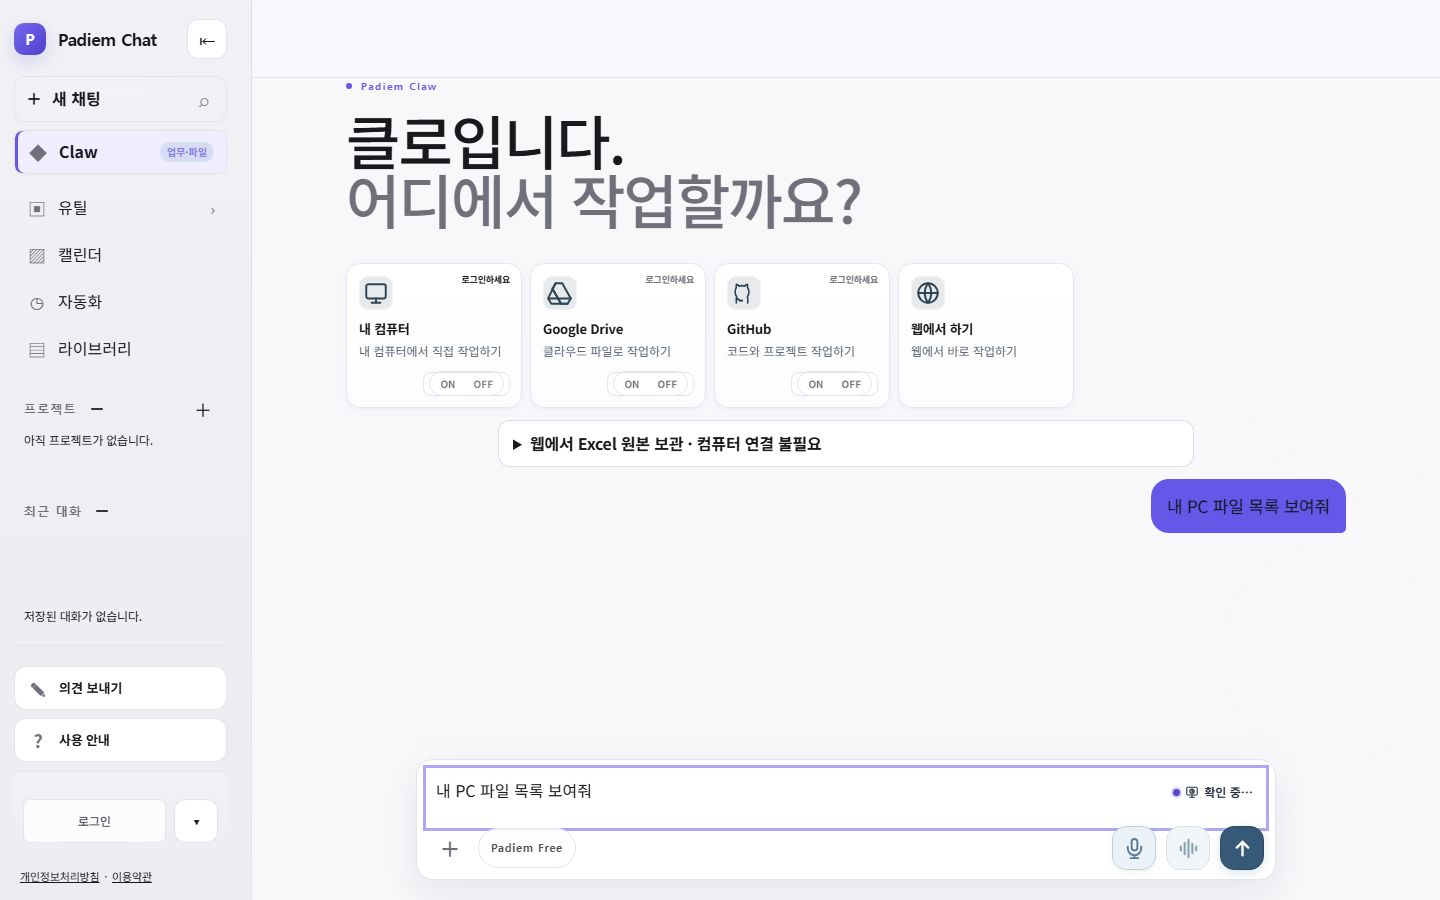 P Padiem Chat
+ 새 채팅
Claw 업무·파일
유틸
캘린더
자동화
라이브러리
프로젝트
아직 프로젝트가 없습니다.
최근 대화
저장된 대화가 없습니다.
의견 보내기
? 사용 안내
로그인
개인정보처리방침 · 이용약관
Padiem Claw
클로입니다.
어디에서 작업할까요?
로그인하세요
내 컴퓨터
내 컴퓨터에서 직접 작업하기
ON OFF
로그인하세요
Google Drive
클라우드 파일로 작업하기
ON OFF
로그인하세요
GitHub
코드와 프로젝트 작업하기
ON OFF
웹에서 하기
웹에서 바로 작업하기
웹에서 Excel 원본 보관 · 컴퓨터 연결 불필요
내 PC 파일 목록 보여줘
내 PC 파일 목록 보여줘
확인 중…
Padiem Free